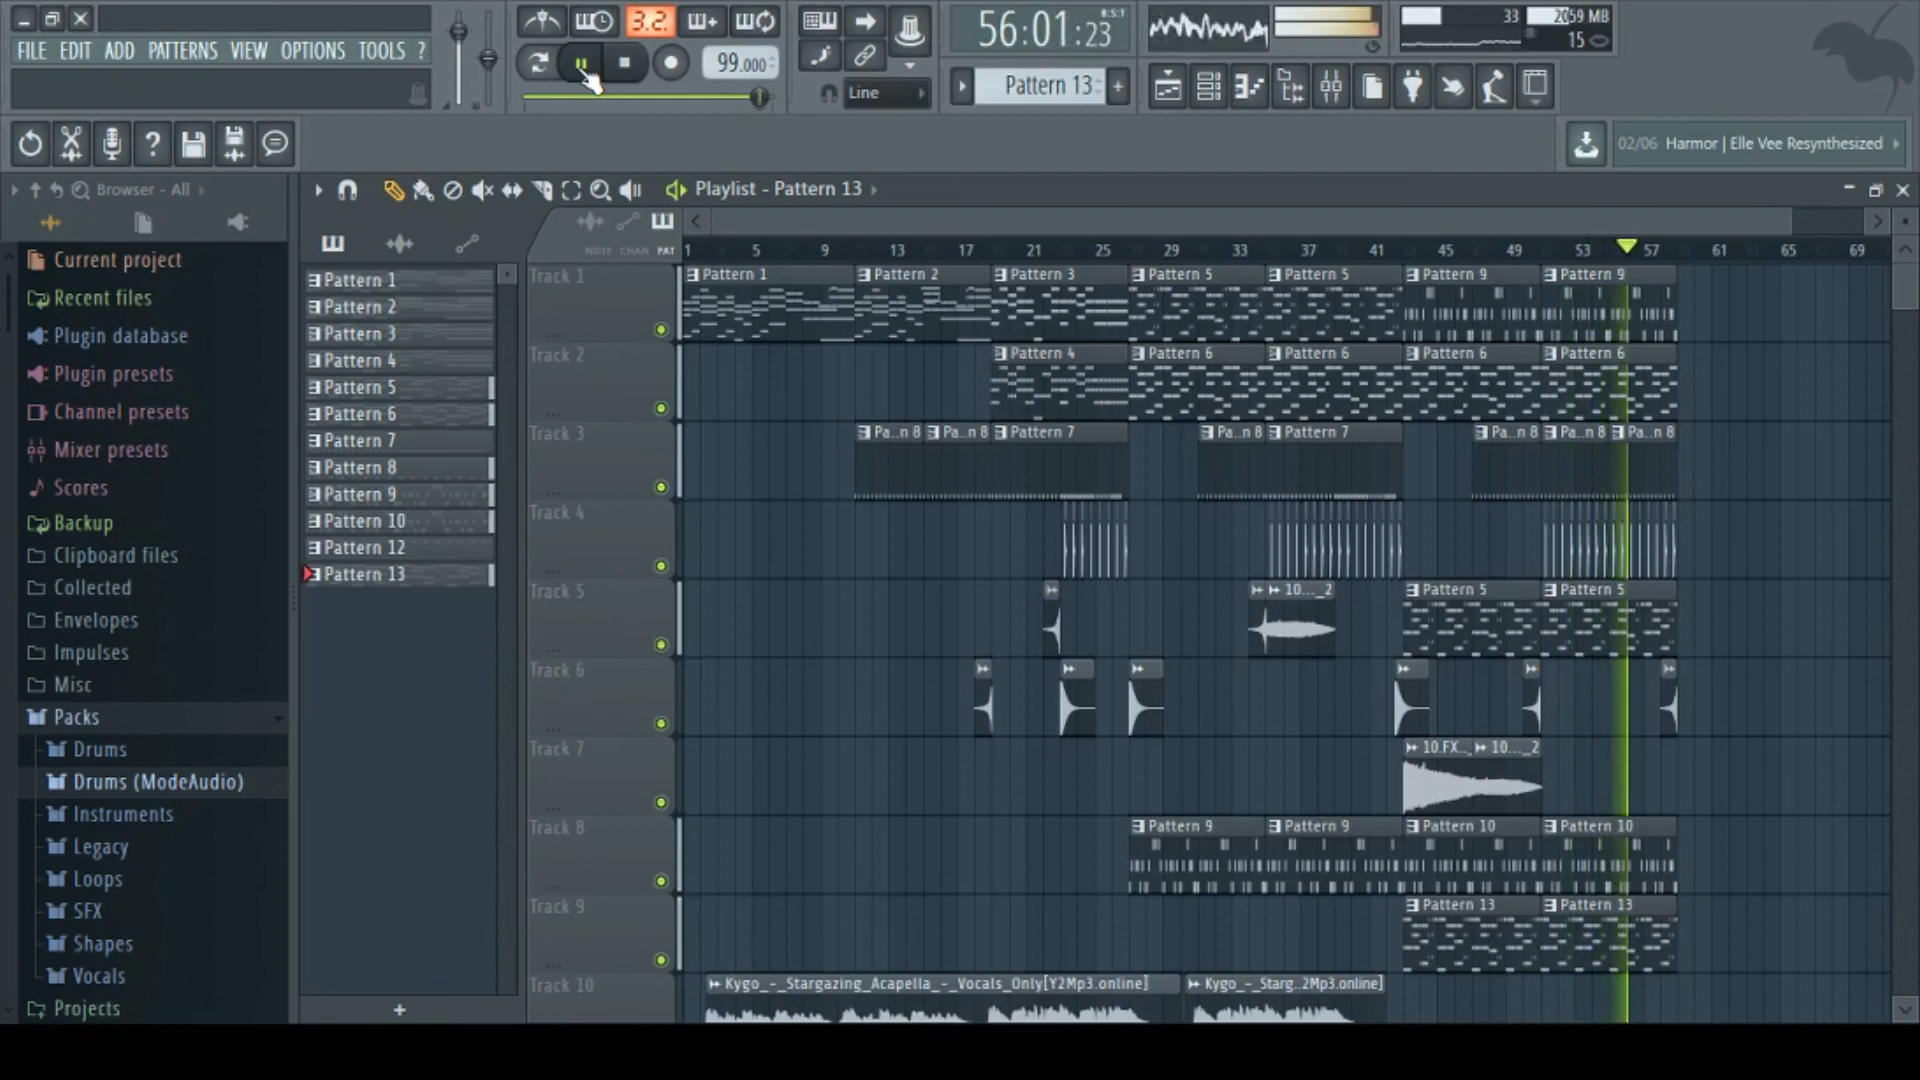 FILE EDIT ADD PATTERNS VIEW OPTIONS TOOLS ?
3.2.
99.000
Line
56:01:23
B:S:T
Pattern 13
+
33
2059 MB
15
02/06 Harmor | Elle Vee Resynthesized
Browser - All
Playlist - Pattern 13
NOTE CHAN PAT
1 5 9 13 17 21 25 29 33 37 41 45 49 53 57 61 65 69
Current project
Recent files
Plugin database
Plugin presets
Channel presets
Mixer presets
Scores
Backup
Clipboard files
Collected
Envelopes
Impulses
Misc
Packs
Drums
Drums (ModeAudio)
Instruments
Legacy
Loops
SFX
Shapes
Vocals
Projects
Pattern 1
Pattern 2
Pattern 3
Pattern 4
Pattern 5
Pattern 6
Pattern 7
Pattern 8
Pattern 9
Pattern 10
Pattern 12
Pattern 13
+
Track 1
Pattern 1 Pattern 2 Pattern 3 Pattern 5 Pattern 5 Pattern 9 Pattern 9
Track 2
Pattern 4 Pattern 6 Pattern 6 Pattern 6 Pattern 6
Track 3
Pa..n 8 Pa..n 8 Pattern 7 Pa..n 8 Pattern 7 Pa..n 8 Pa..n 8 Pa..n 8
Track 4
Track 5
10..._2 Pattern 5 Pattern 5
Track 6
Track 7
10.FX.. 10..._2
Track 8
Pattern 9 Pattern 9 Pattern 10 Pattern 10
Track 9
Pattern 13 Pattern 13
Track 10
Kygo_-_Stargazing_Acapella_-_Vocals_Only[Y2Mp3.online] Kygo_-_Starg..2Mp3.online]